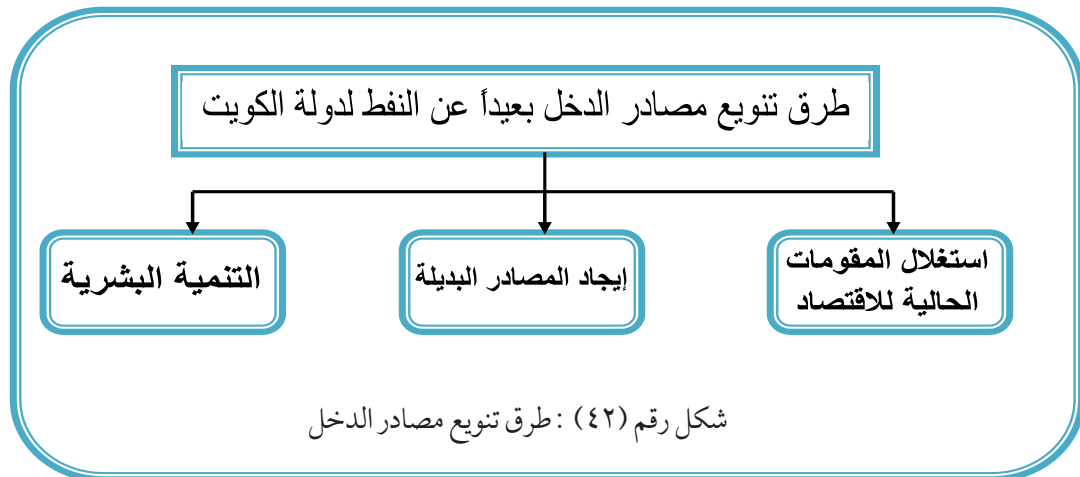 طرق تنويع مصادر الدخل بعيداً عن النفط لدولة الكويت
استغلال المقومات
الحالية للاقتصاد
إيجاد المصادر البديلة
التنمية البشرية
شكل رقم (٤٢) : طرق تنويع مصادر الدخل